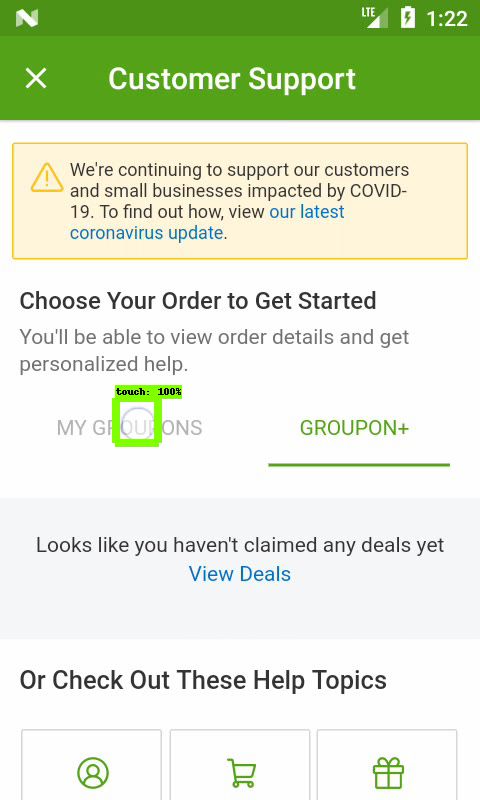 LTE 1:22
Customer Support
We're continuing to support our customers
and small businesses impacted by COVID-
19. To find out how, view our latest
coronavirus update.
Choose Your Order to Get Started
You'll be able to view order details and get
personalized help.
touch: 100%
MY GROUPONS GROUPON+
Looks like you haven't claimed any deals yet
View Deals
Or Check Out These Help Topics